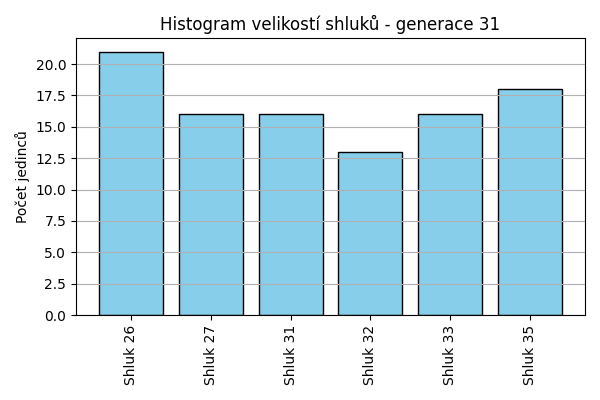 Histogram velikostí shluků - generace 31
Počet jedinců
20.0
17.5
15.0
12.5
10.0
7.5
5.0
2.5
0.0
Shluk 26
Shluk 27
Shluk 31
Shluk 32
Shluk 33
Shluk 35